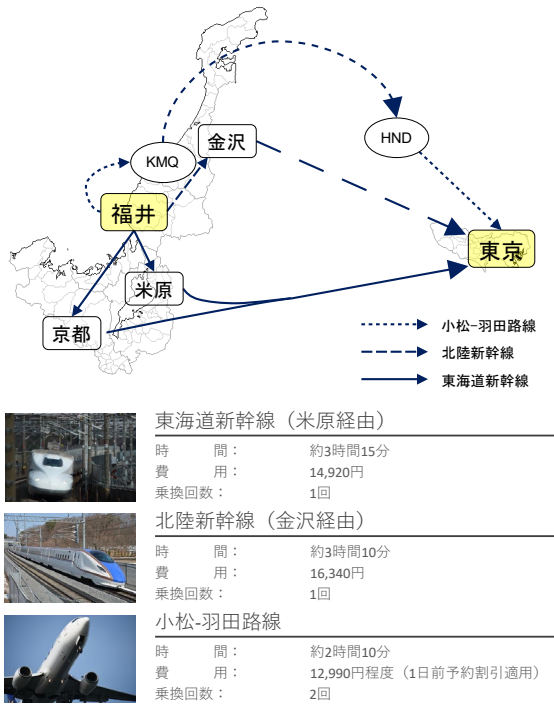 金沢
KMQ
HND
福井
東京
米原
京都
小松-羽田路線
北陸新幹線
東海道新幹線
東海道新幹線（米原経由）
時　　間： 約3時間15分
費　　用： 14,920円
乗換回数： 1回
北陸新幹線（金沢経由）
時　　間： 約3時間10分
費　　用： 16,340円
乗換回数： 1回
小松-羽田路線
時　　間： 約2時間10分
費　　用： 12,990円程度（1日前予約割引適用）
乗換回数： 2回